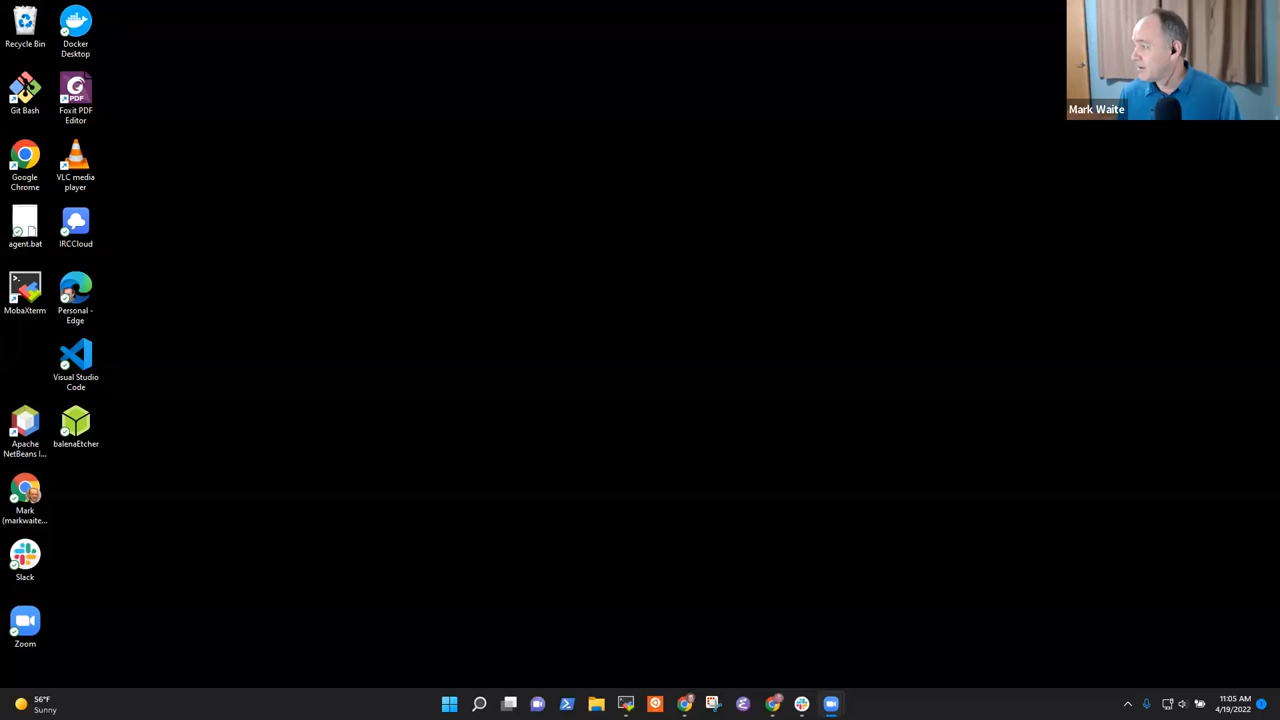 Recycle Bin
Docker
Desktop
Git Bash
PDF
Foxit PDF
Editor
Google
Chrome
VLC media
player
agent.bat
IRCCloud
>_
MobaXterm
Personal -
Edge
Visual Studio
Code
Apache
NetBeans I...
balenaEtcher
Mark
(markwaite...
Slack
Zoom
Mark Waite
56°F
Sunny
11:05 AM
4/19/2022
1